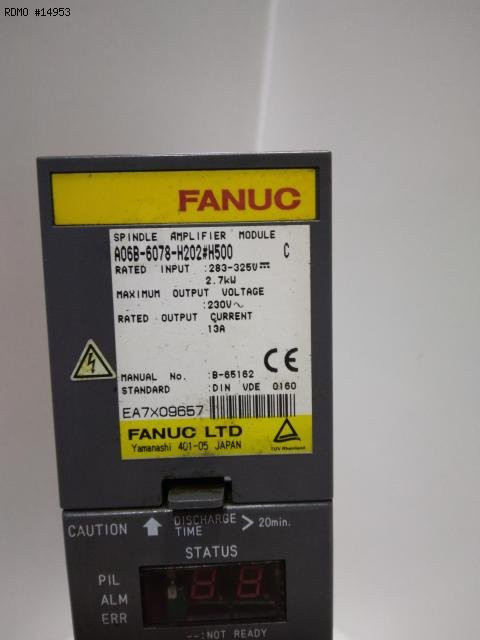 RDMO #14953
FANUC
SPINDLE AMPLIFIER MODULE
A06B-6078-H202#H500 C
RATED INPUT :283-325V⎓
2.7kW
MAXIMUM OUTPUT VOLTAGE
:230V~
RATED OUTPUT CURRENT
13A
CE
MANUAL No. :B-65162
STANDARD :DIN VDE 0160
EA7X09657
FANUC LTD
Yamanashi 401-05 JAPAN
TUV Rheinland
CAUTION DISCHARGE TIME > 20min.
STATUS
PIL
ALM
ERR
--:NOT READY